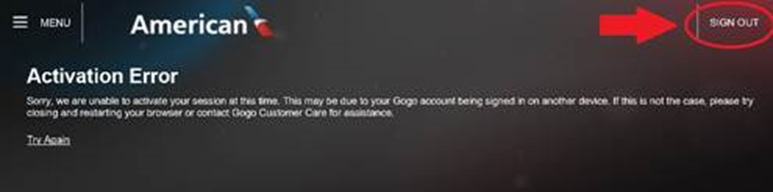 MENU
American
SIGN OUT
Activation Error
Sorry, we are unable to activate your session at this time. This may be due to your Gogo account being signed in on another device. If this is not the case, please try
closing and restarting your browser or contact Gogo Customer Care for assistance.
Try Again